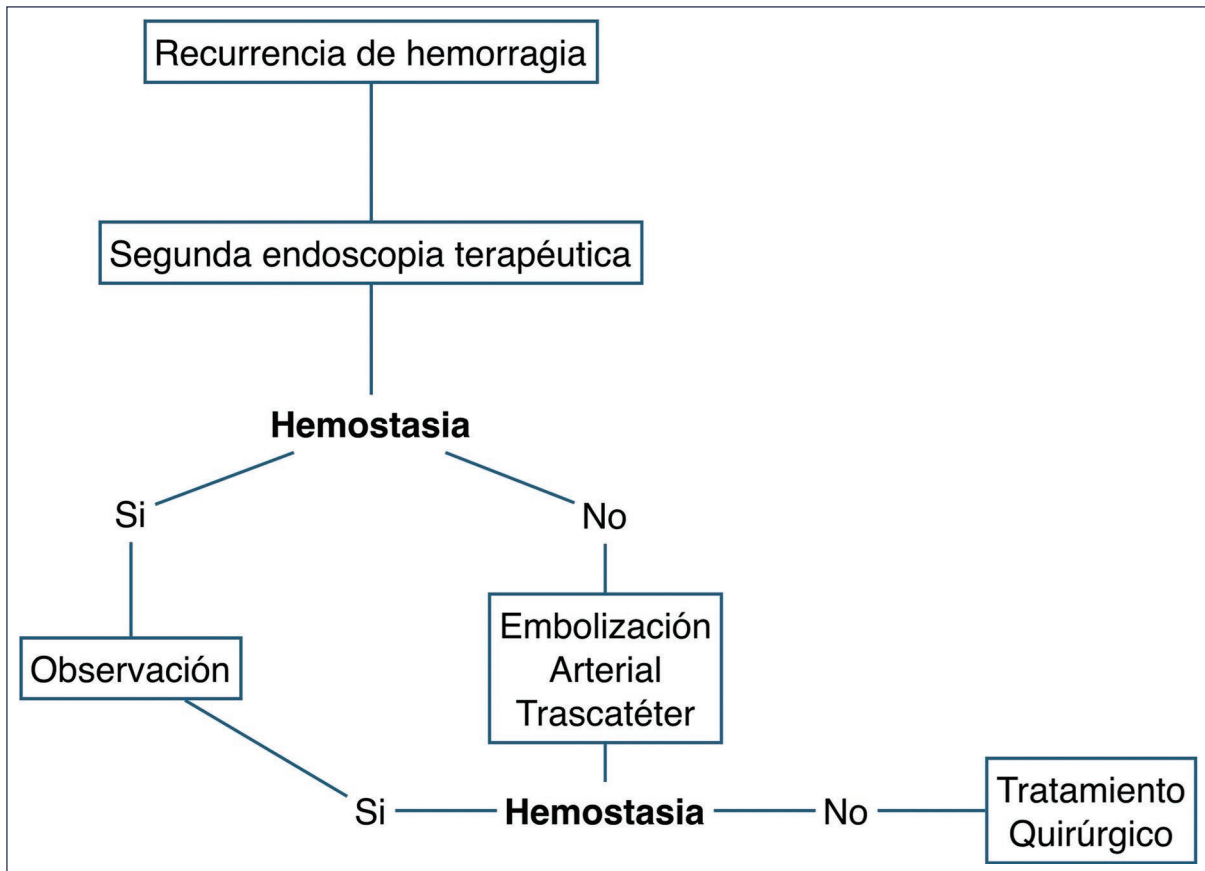 Recurrencia de hemorragia
Segunda endoscopia terapéutica
Hemostasia
Si
No
Observación
Embolización
Arterial
Trascatéter
Si
Hemostasia
No
Tratamiento
Quirúrgico